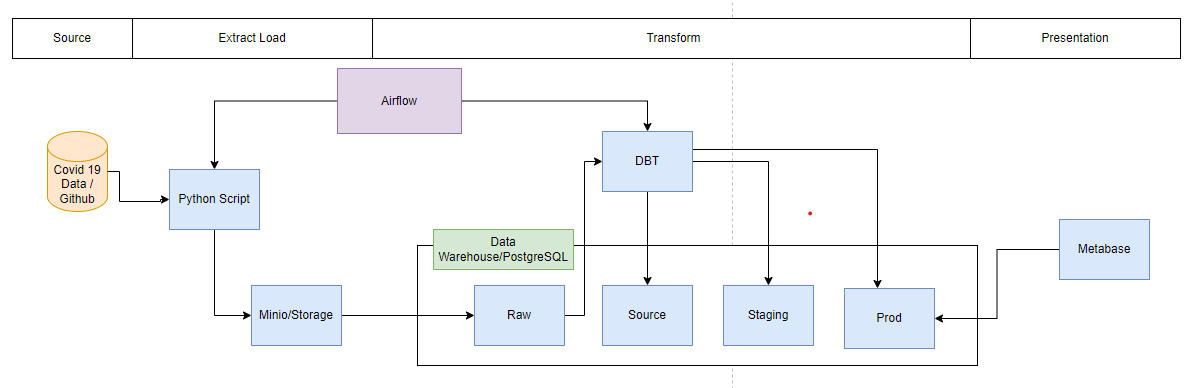 Source
Extract Load
Transform
Presentation
Airflow
Covid 19
Data /
Github
Python Script
DBT
Data
Warehouse/PostgreSQL
Metabase
Minio/Storage
Raw
Source
Staging
Prod